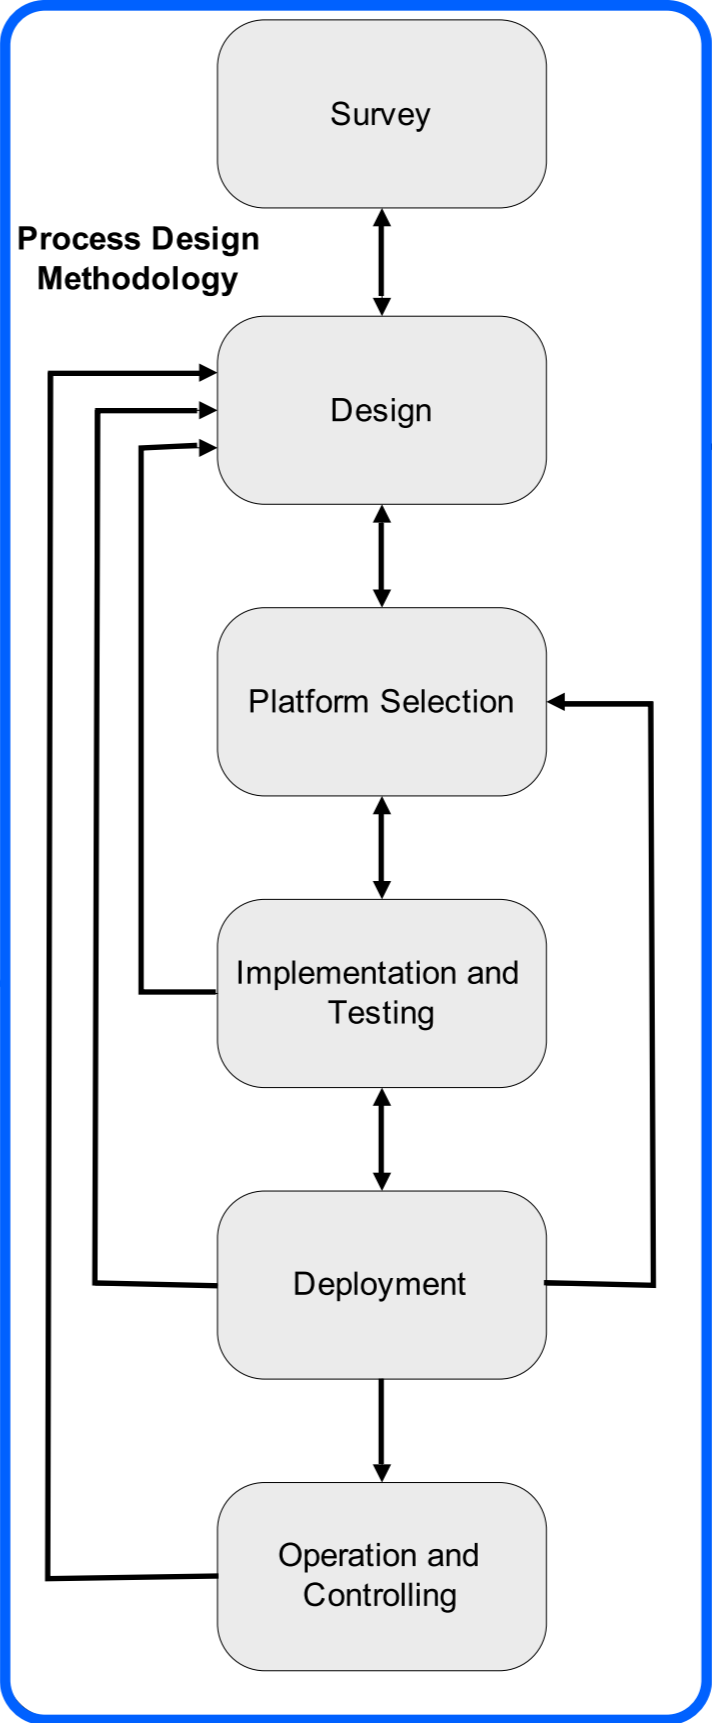 Survey
Process Design
Methodology
Design
Platform Selection
Implementation and
Testing
Deployment
Operation and
Controlling